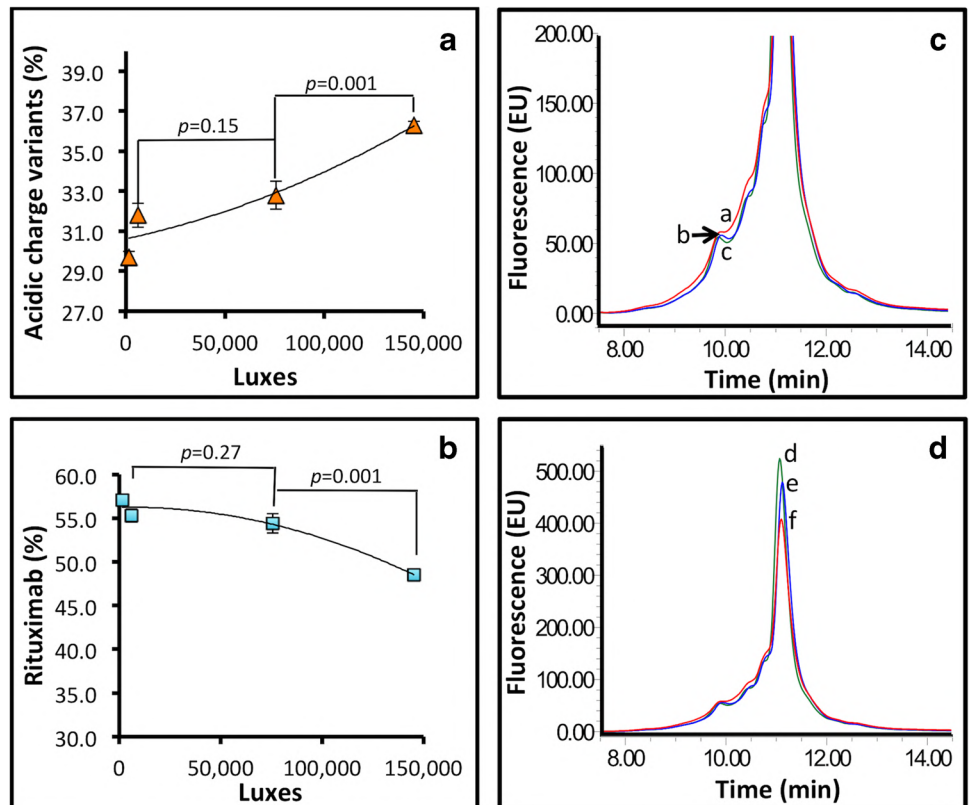 a
Acidic charge variants (%)
39.0
37.0
35.0
33.0
31.0
29.0
27.0
p=0.15
p=0.001
0 50,000 100,000 150,000
Luxes
c
Fluorescence (EU)
200.00
150.00
100.00
50.00
0.00
a
b
c
8.00 10.00 12.00 14.00
Time (min)
b
Rituximab (%)
60.0
55.0
50.0
45.0
40.0
35.0
30.0
p=0.27
p=0.001
0 50,000 100,000 150,000
Luxes
d
Fluorescence (EU)
500.00
400.00
300.00
200.00
100.00
0.00
d
e
f
8.00 10.00 12.00 14.00
Time (min)